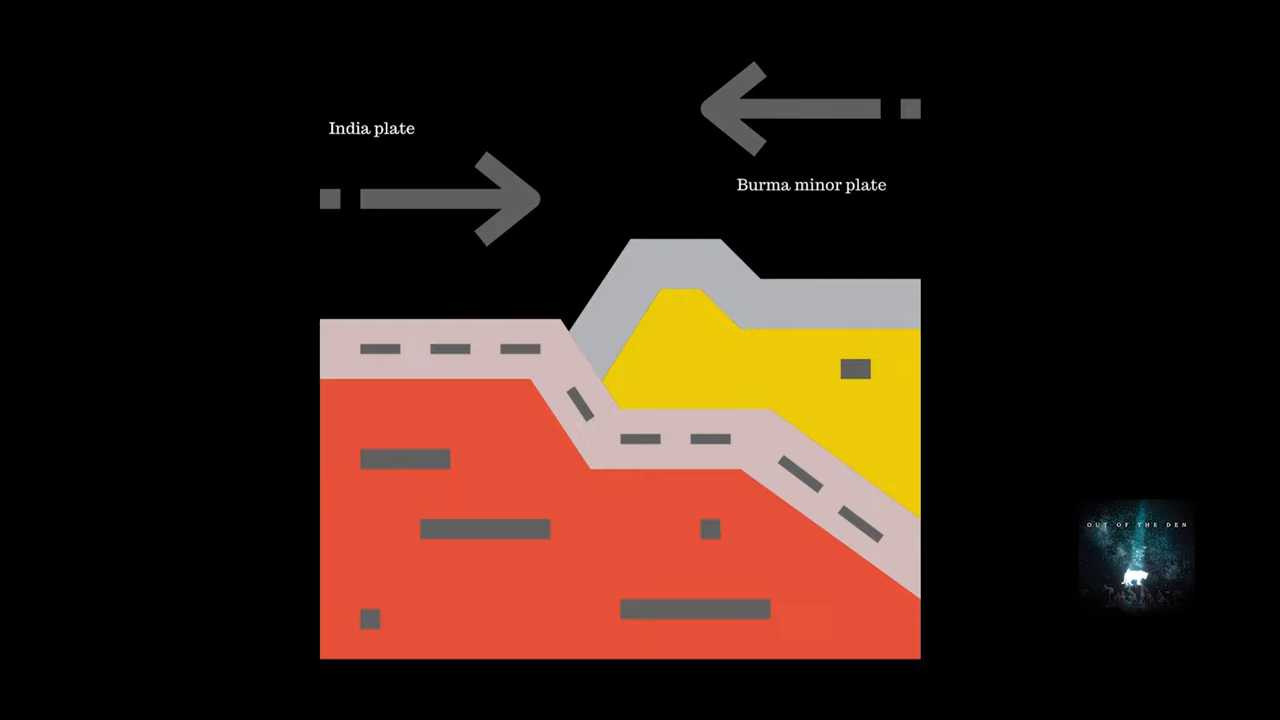 India plate
Burma minor plate
OUT OF THE DEN